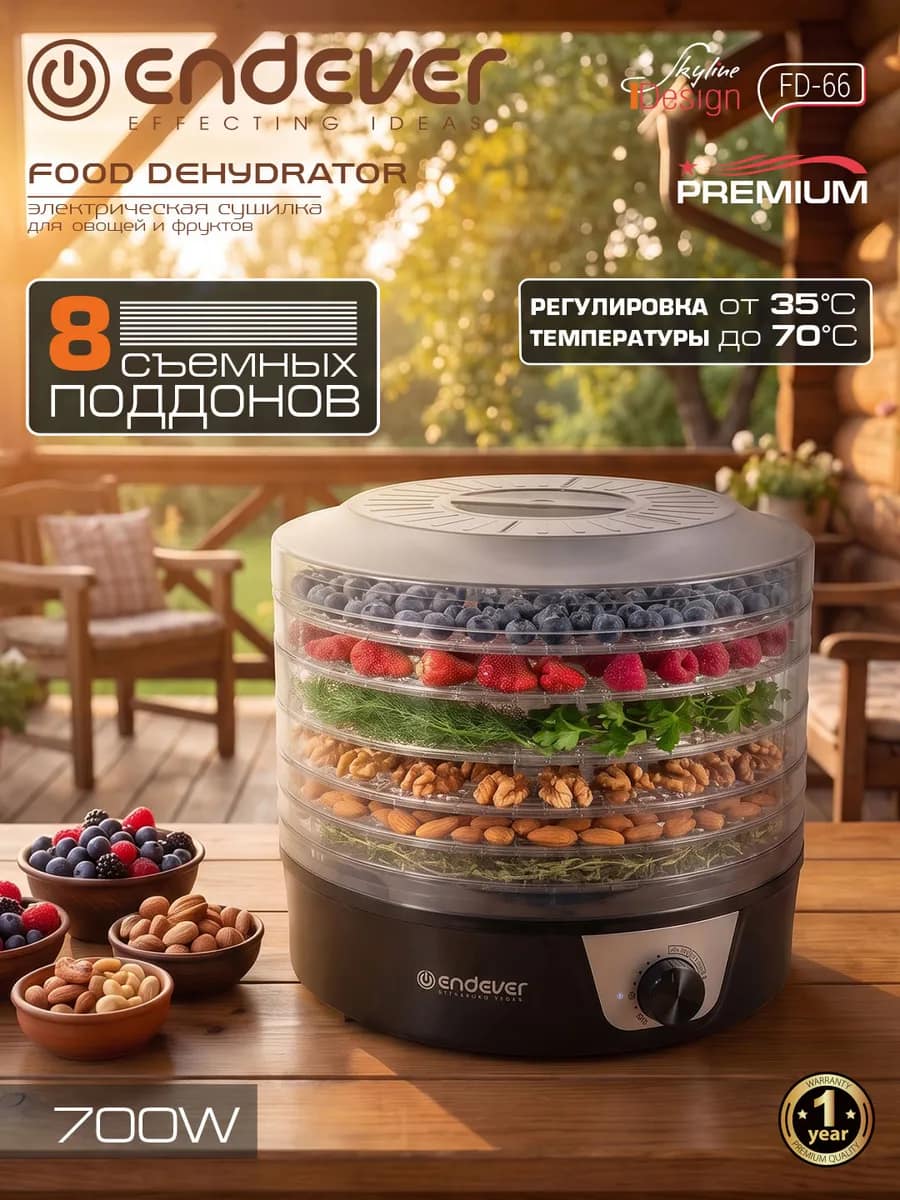 endever
EFFECTING IDEAS
Skyline
Design
FD-66
FOOD DEHYDRATOR
PREMIUM
электрическая сушилка
для овощей и фруктов
8
съемных
поддонов
РЕГУЛИРОВКА от 35°C
ТЕМПЕРАТУРЫ до 70°C
endever
700W
WARRANTY
1
year
PREMIUM QUALITY